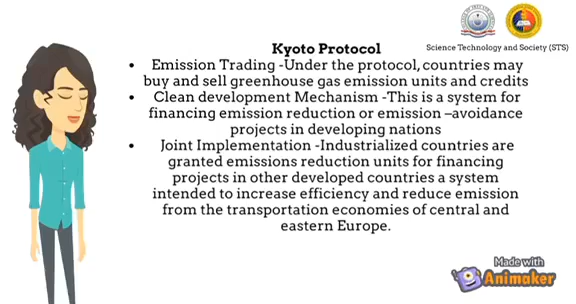 Kyoto Protocol
Science Technology and Society (STS)
• Emission Trading -Under the protocol, countries may
buy and sell greenhouse gas emission units and credits
• Clean development Mechanism -This is a system for
financing emission reduction or emission –avoidance
projects in developing nations
• Joint Implementation -Industrialized countries are
granted emissions reduction units for financing
projects in other developed countries a system
intended to increase efficiency and reduce emission
from the transportation economies of central and
eastern Europe.
Made with
Animaker